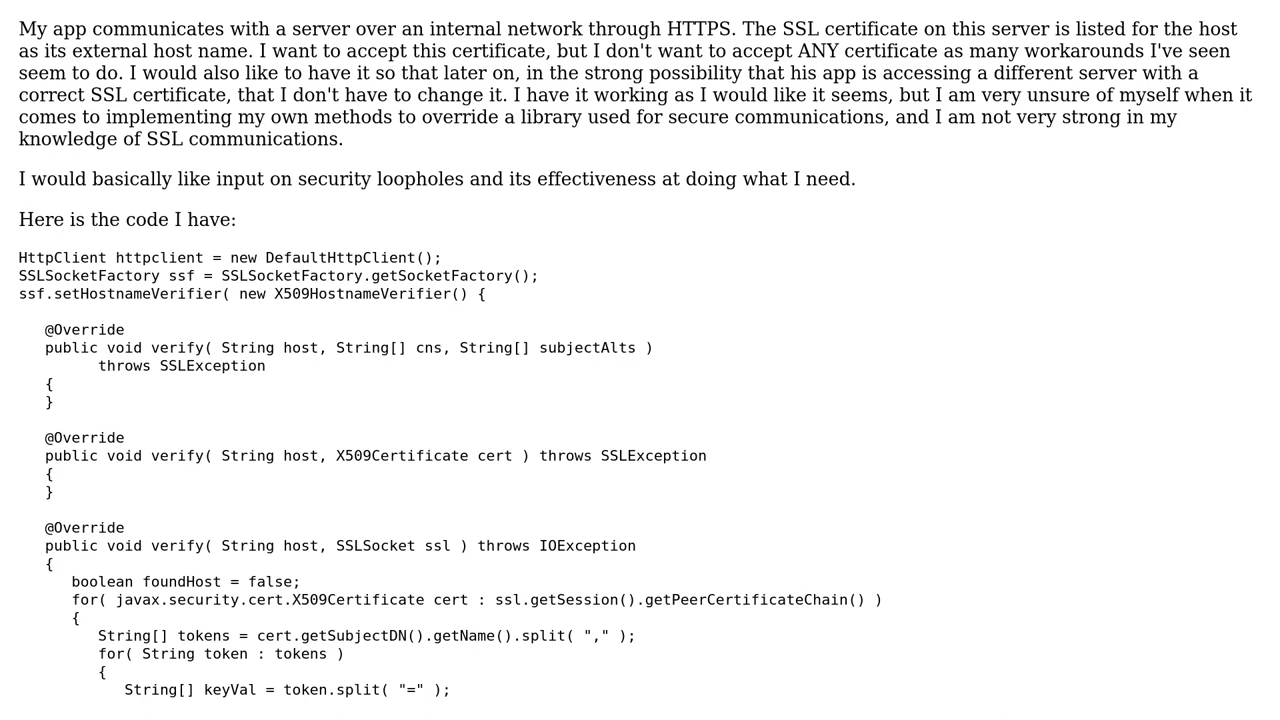 My app communicates with a server over an internal network through HTTPS. The SSL certificate on this server is listed for the host
as its external host name. I want to accept this certificate, but I don't want to accept ANY certificate as many workarounds I've seen
seem to do. I would also like to have it so that later on, in the strong possibility that his app is accessing a different server with a
correct SSL certificate, that I don't have to change it. I have it working as I would like it seems, but I am very unsure of myself when it
comes to implementing my own methods to override a library used for secure communications, and I am not very strong in my
knowledge of SSL communications.
I would basically like input on security loopholes and its effectiveness at doing what I need.
Here is the code I have:
HttpClient httpclient = new DefaultHttpClient();
SSLSocketFactory ssf = SSLSocketFactory.getSocketFactory();
ssf.setHostnameVerifier( new X509HostnameVerifier() {
   @Override
   public void verify( String host, String[] cns, String[] subjectAlts )
         throws SSLException
   {
   }
   @Override
   public void verify( String host, X509Certificate cert ) throws SSLException
   {
   }
   @Override
   public void verify( String host, SSLSocket ssl ) throws IOException
   {
      boolean foundHost = false;
      for( javax.security.cert.X509Certificate cert : ssl.getSession().getPeerCertificateChain() )
      {
         String[] tokens = cert.getSubjectDN().getName().split( "," );
         for( String token : tokens )
         {
            String[] keyVal = token.split( "=" );